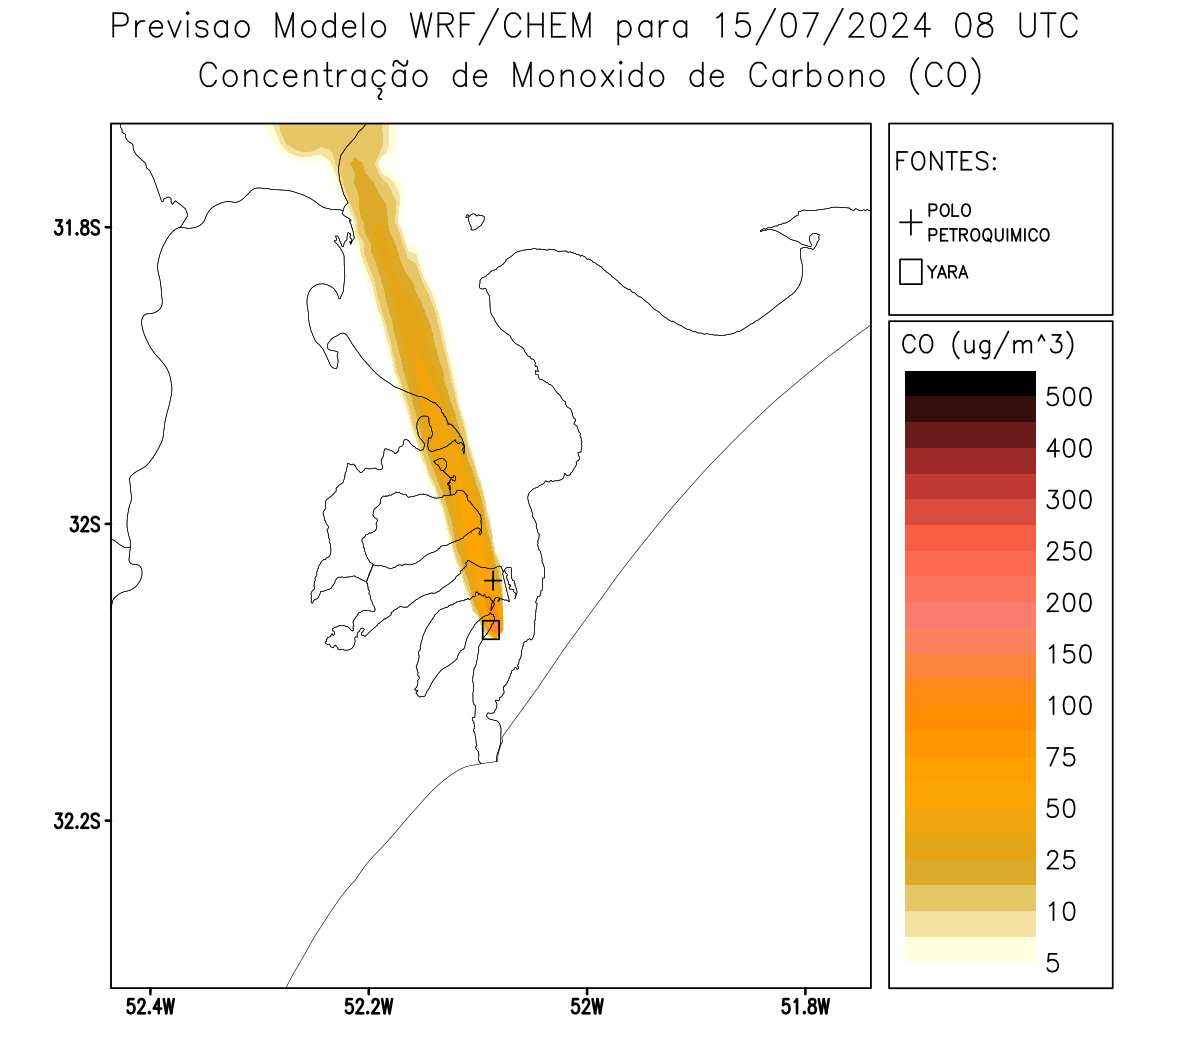 Previsao Modelo WRF/CHEM para 15/07/2024 08 UTC
Concentração de Monoxido de Carbono (CO)
FONTES:
POLO
PETROQUIMICO
YARA
CO (ug/m^3)
500
400
300
250
200
150
100
75
50
25
10
5
31.8S
32S
32.2S
52.4W
52.2W
52W
51.8W